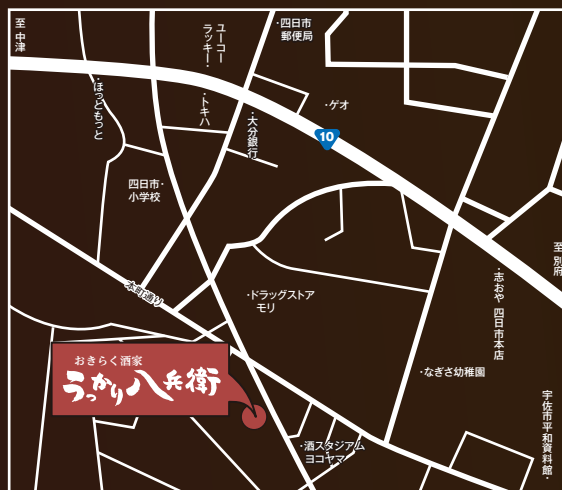 至 中津
ユーコー
ラッキー・
・四日市
郵便局
・ほっともっと
・トキハ
・大分銀行
・ゲオ
10
四日市・
小学校
至 別府
本町通り
・ドラッグストア
モリ
・志おや 四日市本店
おきらく酒家
うっかり八兵衛
・なぎさ幼稚園
宇佐市平和資料館・
・酒スタジアム
ヨコヤマ